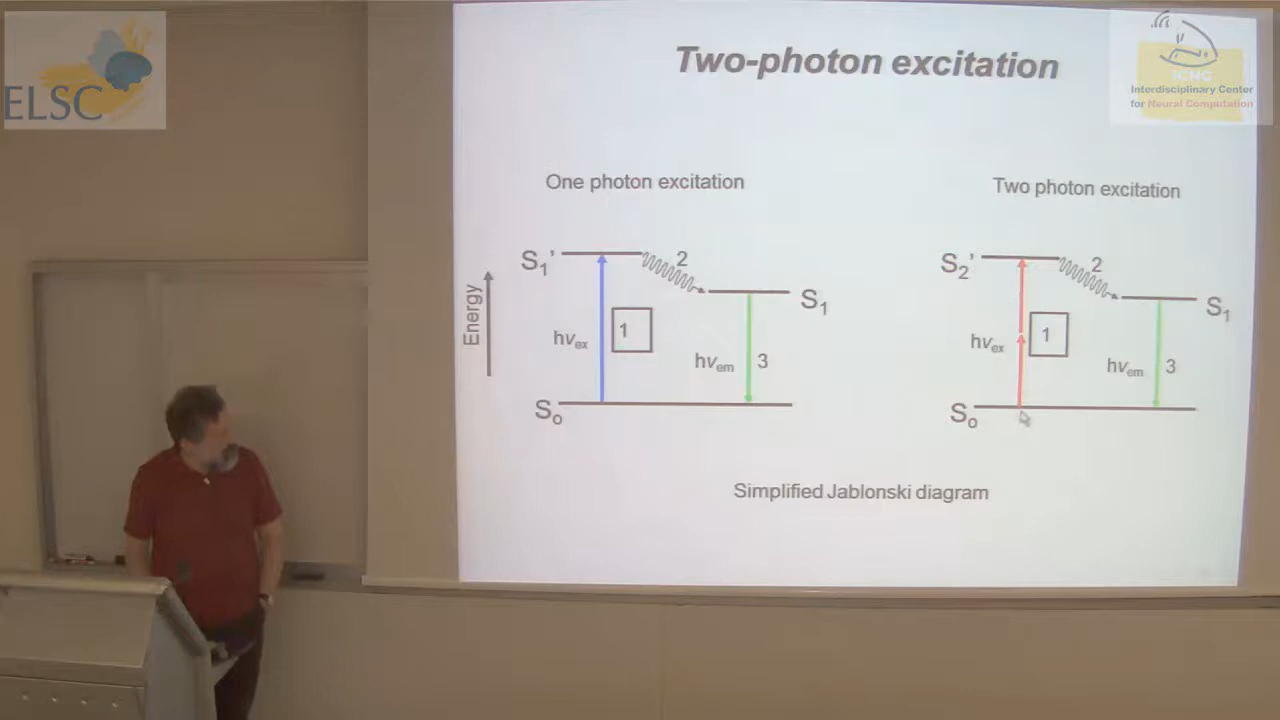 ELSC
Two-photon excitation
ICNC
Interdisciplinary Center
for Neural Computation
One photon excitation
Two photon excitation
Energy
S1'
2
S1
hνex
1
hνem
3
S0
S2'
2
S1
hνex
1
hνem
3
S0
Simplified Jablonski diagram